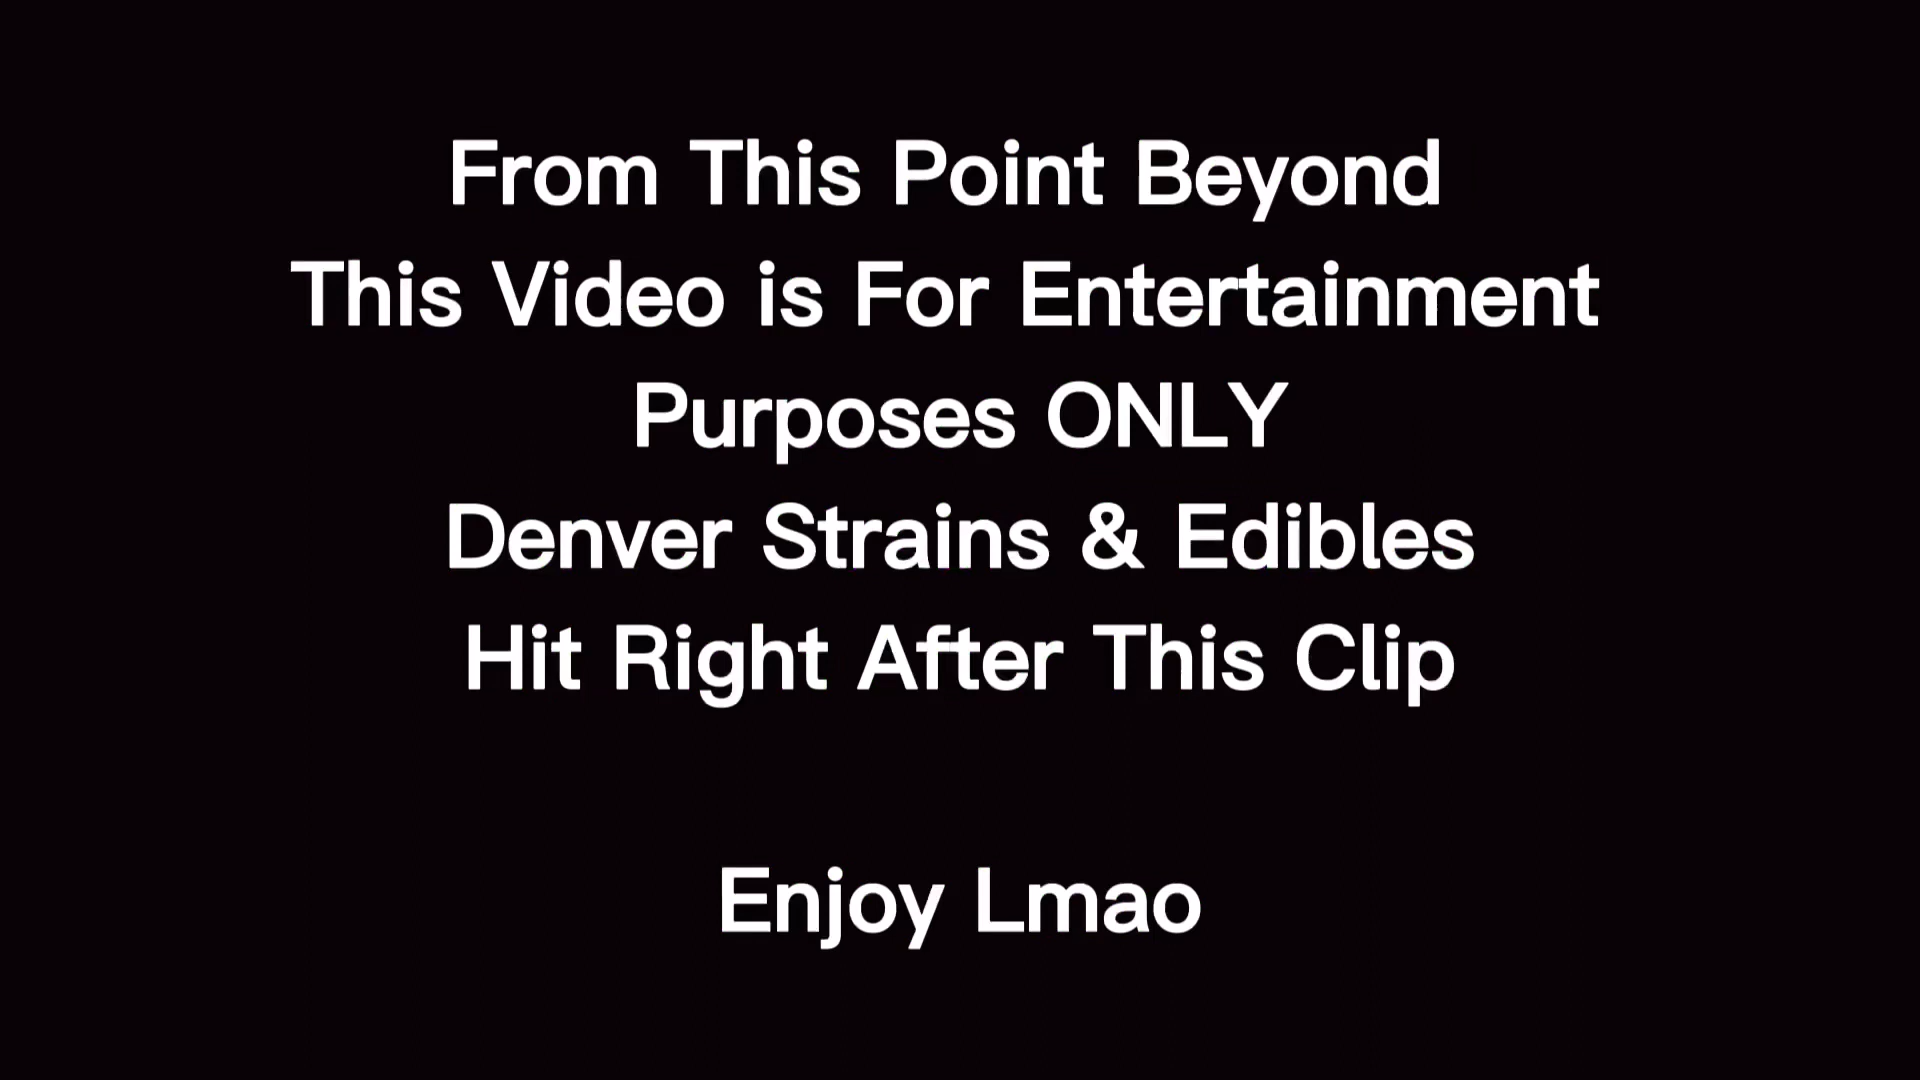 From This Point Beyond
This Video is For Entertainment
Purposes ONLY
Denver Strains & Edibles
Hit Right After This Clip
Enjoy Lmao